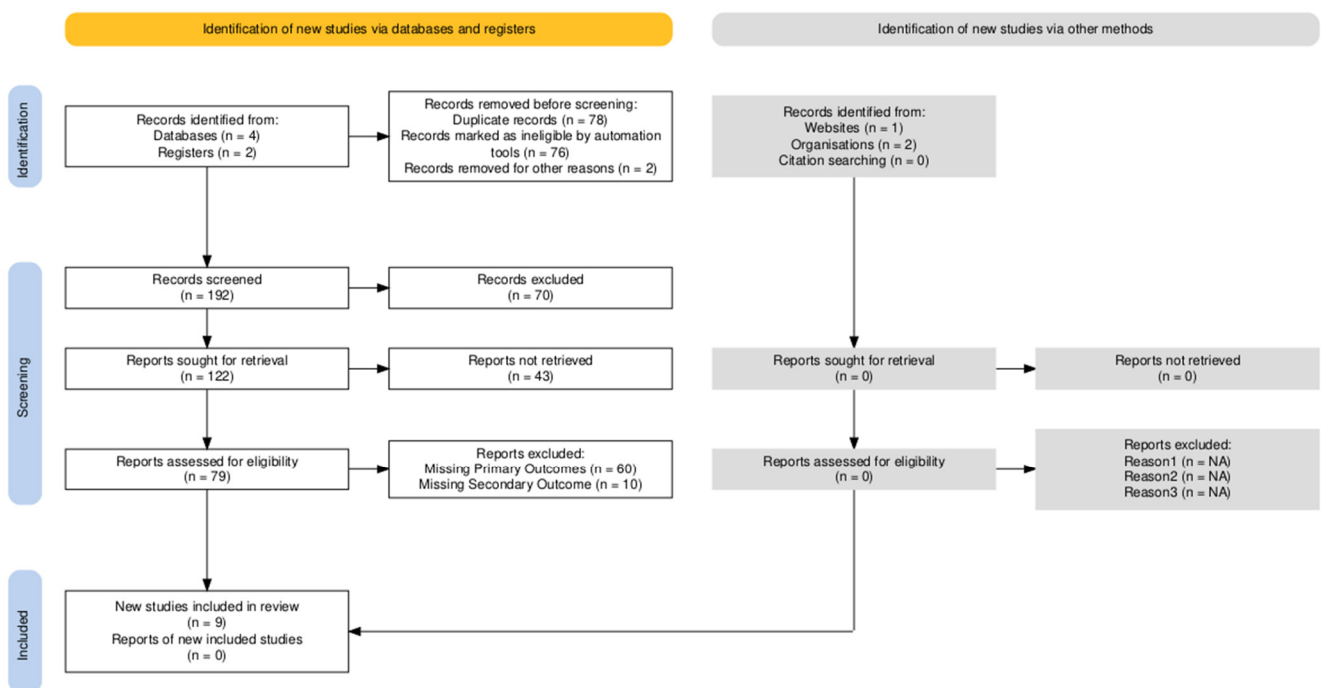 Identification of new studies via databases and registers
Identification of new studies via other methods
Identification
Records identified from:
Databases (n = 4)
Registers (n = 2)
Records removed before screening:
Duplicate records (n = 78)
Records marked as ineligible by automation
tools (n = 76)
Records removed for other reasons (n = 2)
Records identified from:
Websites (n = 1)
Organisations (n = 2)
Citation searching (n = 0)
Screening
Records screened
(n = 192)
Records excluded
(n = 70)
Reports sought for retrieval
(n = 122)
Reports not retrieved
(n = 43)
Reports sought for retrieval
(n = 0)
Reports not retrieved
(n = 0)
Reports assessed for eligibility
(n = 79)
Reports excluded:
Missing Primary Outcomes (n = 60)
Missing Secondary Outcome (n = 10)
Reports assessed for eligibility
(n = 0)
Reports excluded:
Reason1 (n = NA)
Reason2 (n = NA)
Reason3 (n = NA)
Included
New studies included in review
(n = 9)
Reports of new included studies
(n = 0)